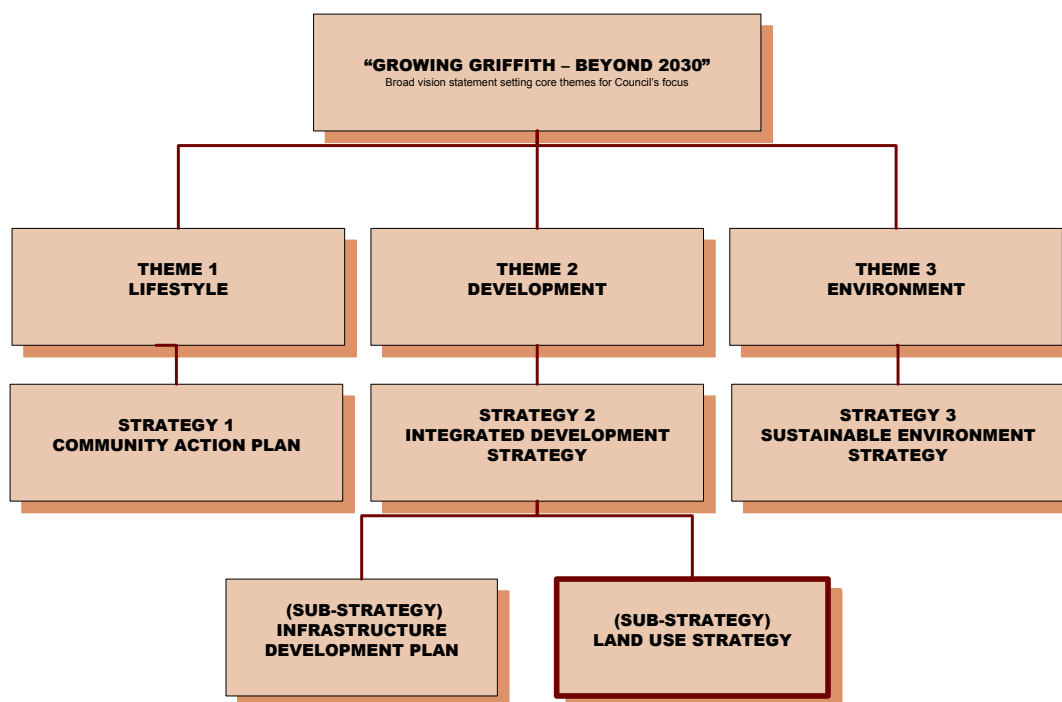 “GROWING GRIFFITH – BEYOND 2030”
Broad vision statement setting core themes for Council’s focus
THEME 1
LIFESTYLE
THEME 2
DEVELOPMENT
THEME 3
ENVIRONMENT
STRATEGY 1
COMMUNITY ACTION PLAN
STRATEGY 2
INTEGRATED DEVELOPMENT
STRATEGY
STRATEGY 3
SUSTAINABLE ENVIRONMENT
STRATEGY
(SUB-STRATEGY)
INFRASTRUCTURE
DEVELOPMENT PLAN
(SUB-STRATEGY)
LAND USE STRATEGY